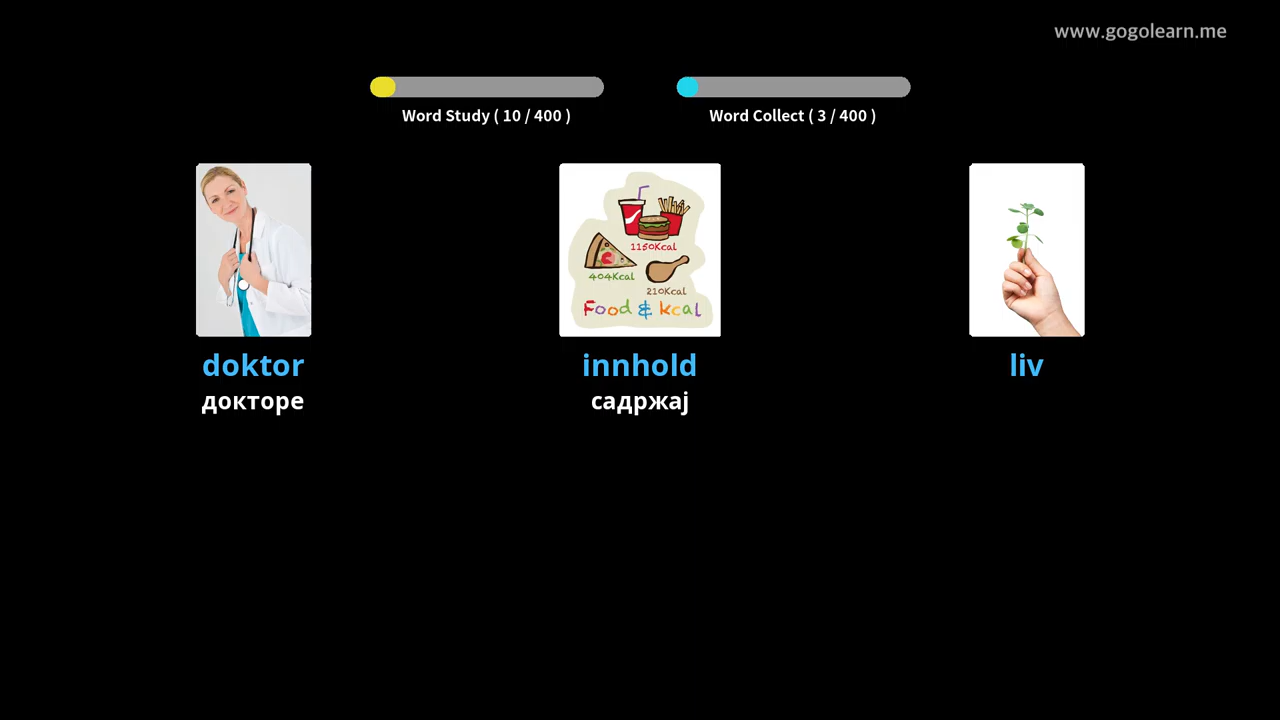 www.gogolearn.me
Word Study ( 10 / 400 )
Word Collect ( 3 / 400 )
1150Kcal
404Kcal
210Kcal
Food & kcal
doktor
докторе
innhold
садржај
liv